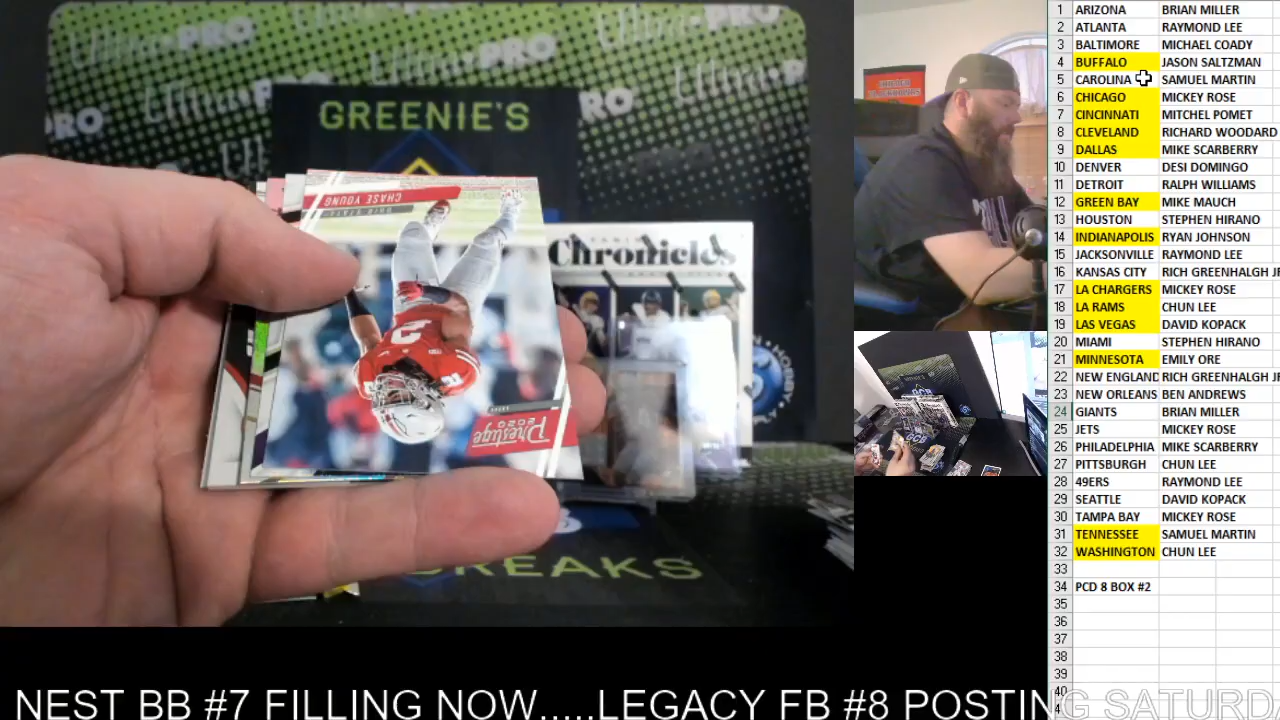 Ultra•PRO
PRO
PRO
PRO
GREENIE'S
CHASE YOUNG
OHIO STATE
2
Prestige
2020
PANINI
Chronicles
BREAKS
1 ARIZONA BRIAN MILLER
2 ATLANTA RAYMOND LEE
3 BALTIMORE MICHAEL COADY
4 BUFFALO JASON SALTZMAN
5 CAROLINA SAMUEL MARTIN
6 CHICAGO MICKEY ROSE
7 CINCINNATI MITCHEL POMET
8 CLEVELAND RICHARD WOODARD
9 DALLAS MIKE SCARBERRY
10 DENVER DESI DOMINGO
11 DETROIT RALPH WILLIAMS
12 GREEN BAY MIKE MAUCH
13 HOUSTON STEPHEN HIRANO
14 INDIANAPOLIS RYAN JOHNSON
15 JACKSONVILLE RAYMOND LEE
16 KANSAS CITY RICH GREENHALGH JR
17 LA CHARGERS MICKEY ROSE
18 LA RAMS CHUN LEE
19 LAS VEGAS DAVID KOPACK
20 MIAMI STEPHEN HIRANO
21 MINNESOTA EMILY ORE
22 NEW ENGLAND RICH GREENHALGH JR
23 NEW ORLEANS BEN ANDREWS
24 GIANTS BRIAN MILLER
25 JETS MICKEY ROSE
26 PHILADELPHIA MIKE SCARBERRY
27 PITTSBURGH CHUN LEE
28 49ERS RAYMOND LEE
29 SEATTLE DAVID KOPACK
30 TAMPA BAY MICKEY ROSE
31 TENNESSEE SAMUEL MARTIN
32 WASHINGTON CHUN LEE
33
34 PCD 8 BOX #2
35
36
37
38
39
40
NEST BB #7 FILLING NOW.....LEGACY FB #8 POSTING SATURD